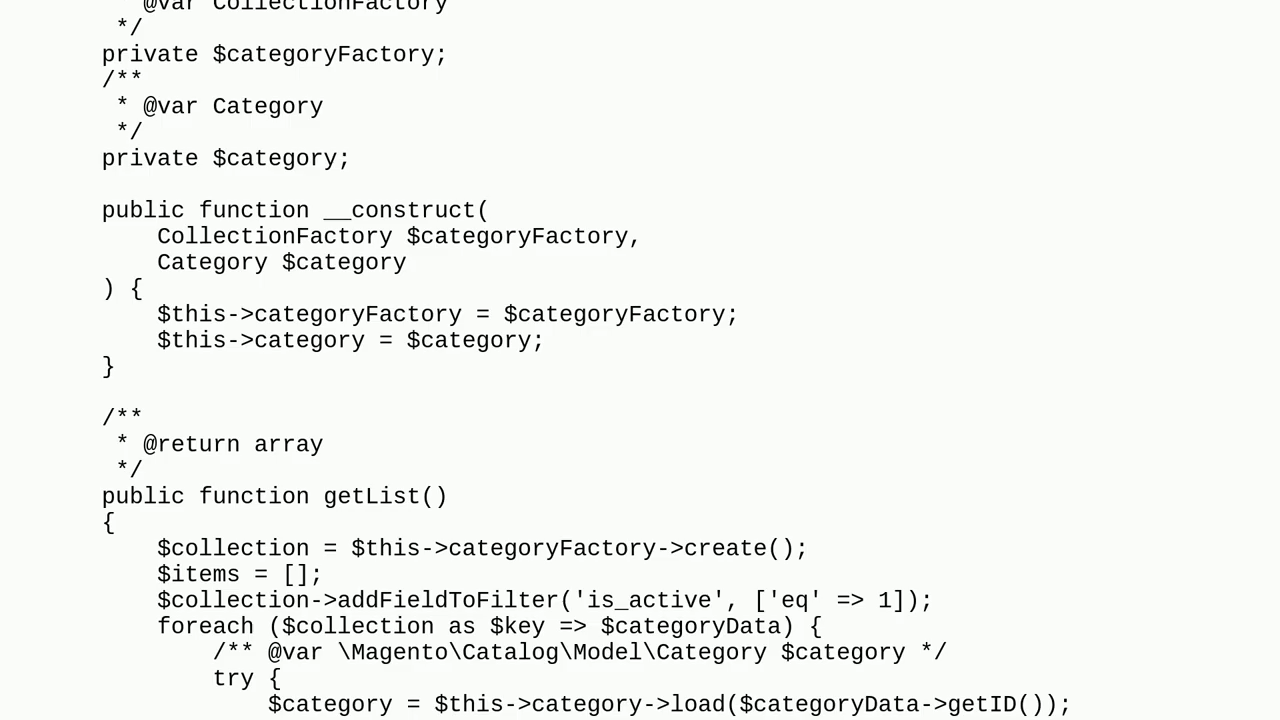 @var CollectionFactory
 */
private $categoryFactory;
/**
 * @var Category
 */
private $category;

public function __construct(
    CollectionFactory $categoryFactory,
    Category $category
) {
    $this->categoryFactory = $categoryFactory;
    $this->category = $category;
}

/**
 * @return array
 */
public function getList()
{
    $collection = $this->categoryFactory->create();
    $items = [];
    $collection->addFieldToFilter('is_active', ['eq' => 1]);
    foreach ($collection as $key => $categoryData) {
        /** @var \Magento\Catalog\Model\Category $category */
        try {
            $category = $this->category->load($categoryData->getID());